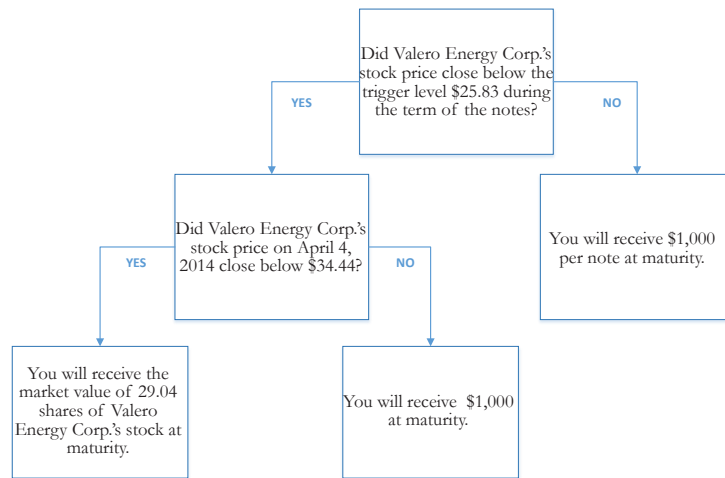 Did Valero Energy Corp.'s
stock price close below the
trigger level $25.83 during
the term of the notes?
YES
NO
Did Valero Energy Corp.'s
stock price on April 4,
2014 close below $34.44?
You will receive $1,000
per note at maturity.
YES
NO
You will receive the
market value of 29.04
shares of Valero
Energy Corp.'s stock at
maturity.
You will receive $1,000
at maturity.